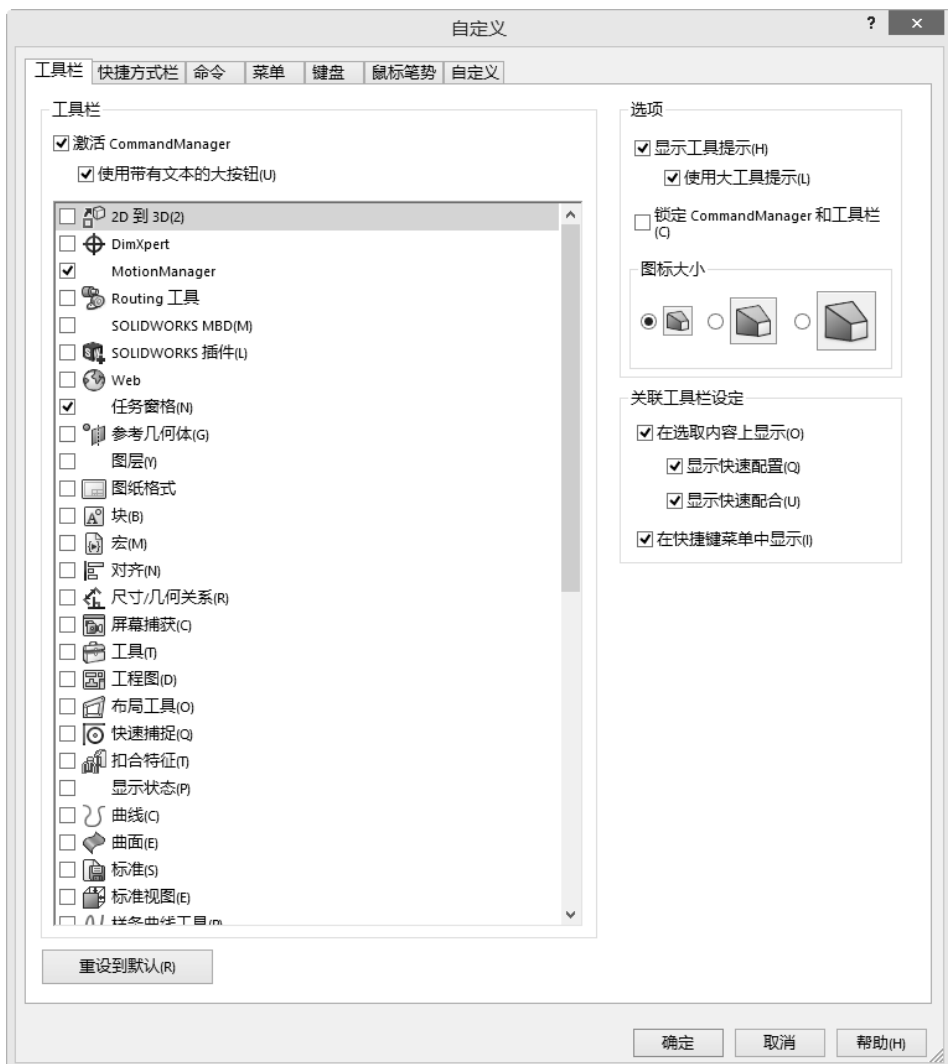 自定义
?
×
工具栏 快捷方式栏 命令 菜单 键盘 鼠标笔势 自定义
工具栏
激活 CommandManager
使用带有文本的大按钮(U)
2D 到 3D(2)
DimXpert
MotionManager
Routing 工具
SOLIDWORKS MBD(M)
SOLIDWORKS 插件(L)
Web
任务窗格(N)
参考几何体(G)
图层(Y)
图纸格式
块(B)
宏(M)
对齐(N)
尺寸/几何关系(R)
屏幕捕获(C)
工具(T)
工程图(D)
布局工具(O)
快速捕捉(Q)
扣合特征(T)
显示状态(P)
曲线(C)
曲面(E)
标准(S)
标准视图(E)
样条曲线工具(P)
重设到默认(R)
选项
显示工具提示(H)
使用大工具提示(L)
锁定 CommandManager 和工具栏
(C)
图标大小
关联工具栏设定
在选取内容上显示(O)
显示快速配置(Q)
显示快速配合(U)
在快捷键菜单中显示(I)
确定 取消 帮助(H)